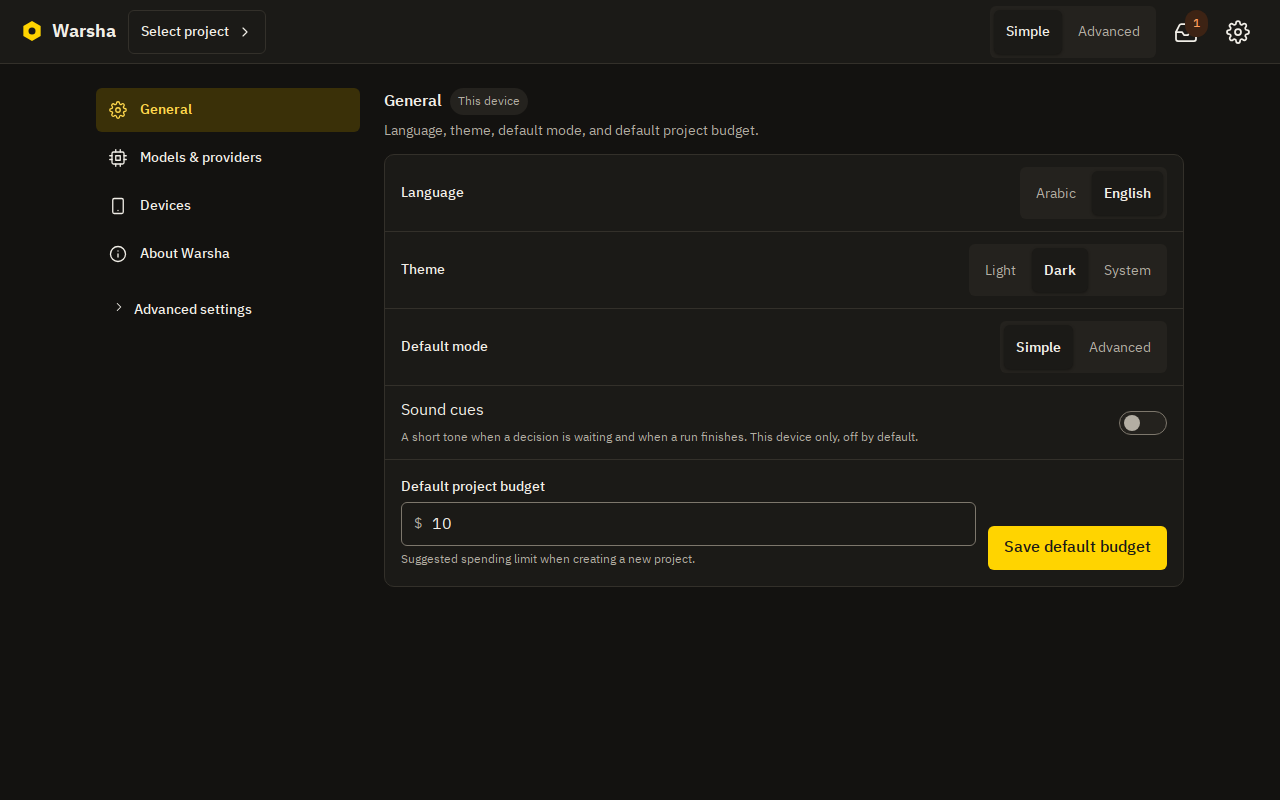 Warsha
Select project
Simple
Advanced
1
General
Models & providers
Devices
About Warsha
Advanced settings
General
This device
Language, theme, default mode, and default project budget.
Language
Arabic
English
Theme
Light
Dark
System
Default mode
Simple
Advanced
Sound cues
A short tone when a decision is waiting and when a run finishes. This device only, off by default.
Default project budget
$ 10
Suggested spending limit when creating a new project.
Save default budget